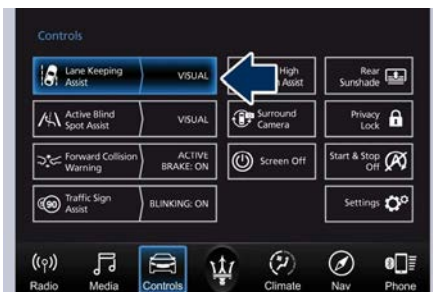 Controls
Lane Keeping
Assist
VISUAL
High
Assist
Rear
Sunshade
Active Blind
Spot Assist
VISUAL
Surround
Camera
Privacy
Lock
Forward Collision
Warning
ACTIVE
BRAKE: ON
Screen Off
Start & Stop
Off
90
Traffic Sign
Assist
BLINKING: ON
Settings
Radio
Media
Controls
Climate
Nav
Phone